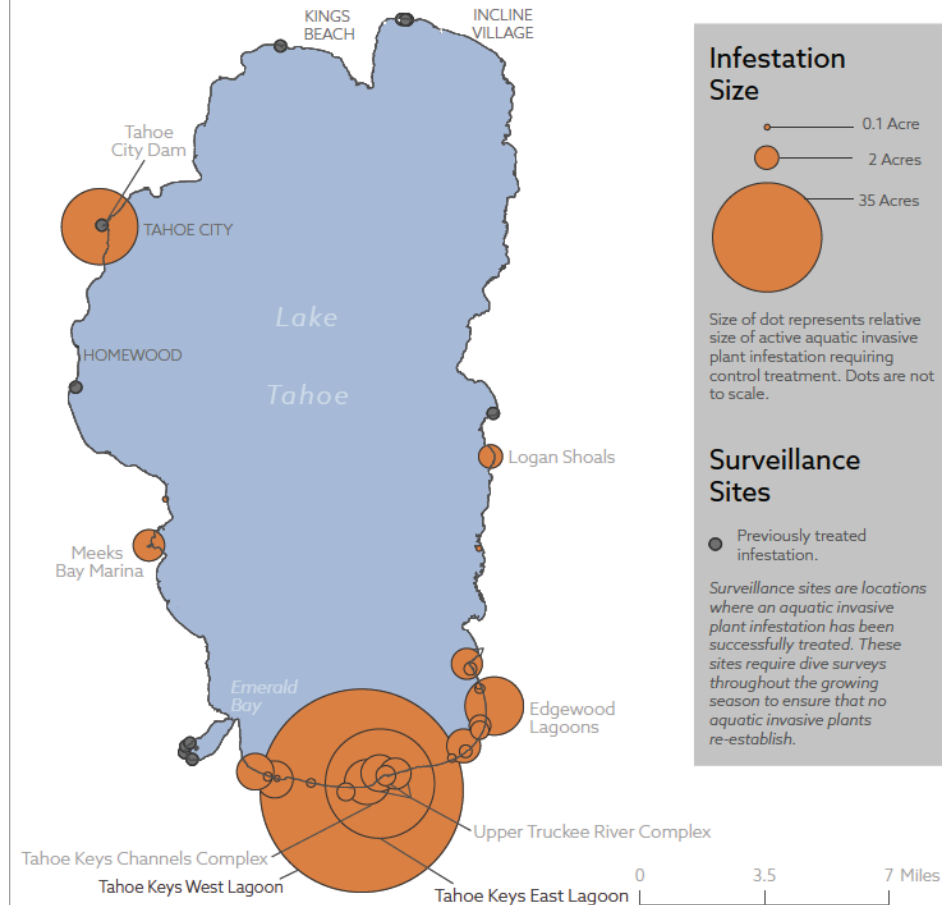 KINGS
BEACH
INCLINE
VILLAGE
Tahoe
City Dam
TAHOE CITY
Lake
Tahoe
HOMEWOOD
Logan Shoals
Meeks
Bay Marina
Emerald
Bay
Edgewood
Lagoons
Upper Truckee River Complex
Tahoe Keys Channels Complex
Tahoe Keys West Lagoon
Tahoe Keys East Lagoon
0 3.5 7 Miles
Infestation
Size
0.1 Acre
2 Acres
35 Acres
Size of dot represents relative
size of active aquatic invasive
plant infestation requiring
control treatment. Dots are not
to scale.
Surveillance
Sites
Previously treated
infestation.
Surveillance sites are locations
where an aquatic invasive
plant infestation has been
successfully treated. These
sites require dive surveys
throughout the growing
season to ensure that no
aquatic invasive plants
re-establish.